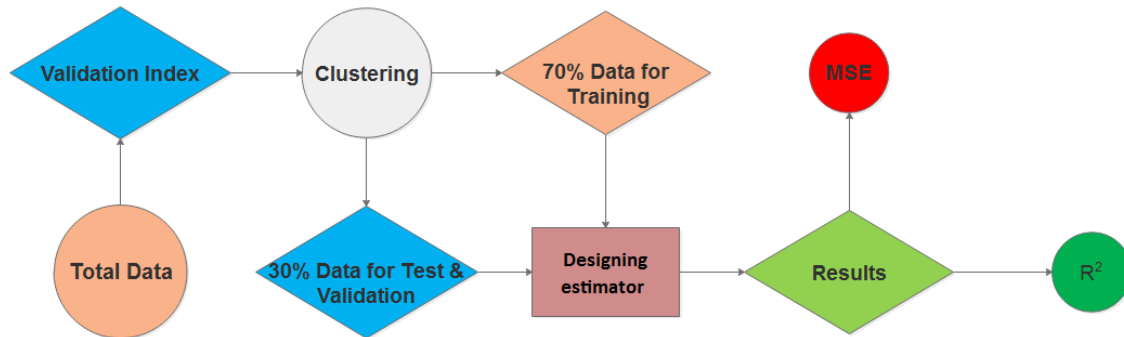 Validation Index
Clustering
70% Data for
Training
MSE
Total Data
30% Data for Test &
Validation
Designing
estimator
Results
R²